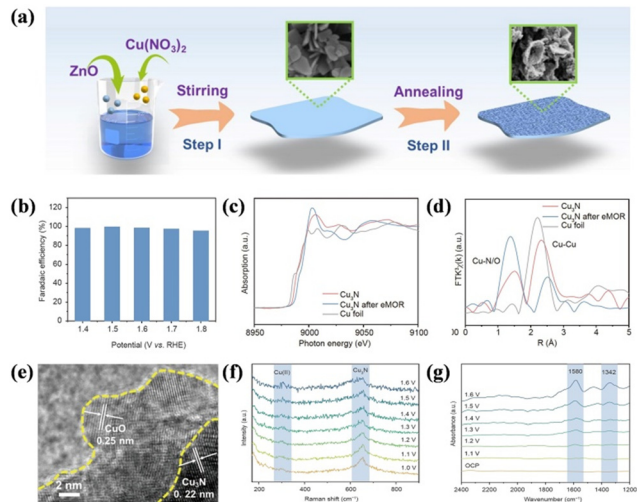 (a)
Cu(NO₃)₂
ZnO
Stirring
Step I
Annealing
Step II
(b)
Faradaic efficiency (%)
120
100
80
60
40
20
0
1.4 1.5 1.6 1.7 1.8
Potential (V vs. RHE)
(c)
Absorption (a.u.)
Cu₃N
Cu₃N after eMOR
Cu foil
8950 9000 9050 9100
Photon energy (eV)
(d)
Cu₃N
Cu₃N after eMOR
Cu foil
Cu-N/O
Cu-Cu
0 1 2 3 4 5
R (Å)
(e)
CuO
0.25 nm
Cu₃N
0. 22 nm
2 nm
(f)
Cu(II)
Cu₃N
Intensity (a.u.)
1.6 V
1.5 V
1.4 V
1.3 V
1.2 V
1.1 V
1.0 V
200 400 600 800
Raman shift (cm⁻¹)
(g)
1580
1342
Absorbance (a.u.)
1.6 V
1.5 V
1.4 V
1.3 V
1.2 V
1.1 V
OCP
2400 2200 2000 1800 1600 1400 1200
Wavenumber (cm⁻¹)